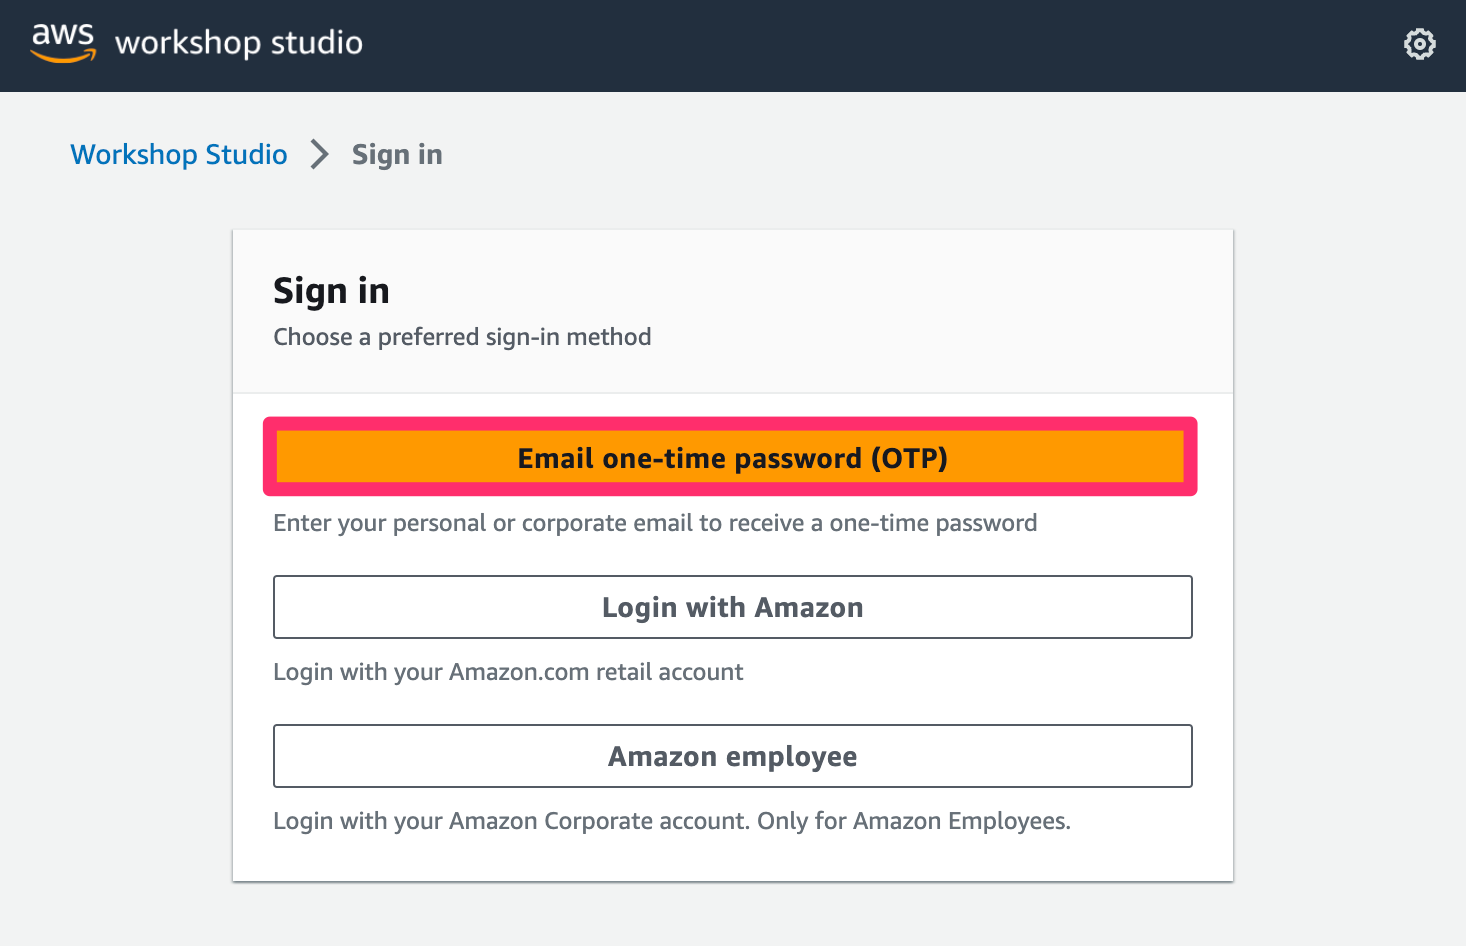 aws workshop studio
Workshop Studio > Sign in
Sign in
Choose a preferred sign-in method
Email one-time password (OTP)
Enter your personal or corporate email to receive a one-time password
Login with Amazon
Login with your Amazon.com retail account
Amazon employee
Login with your Amazon Corporate account. Only for Amazon Employees.